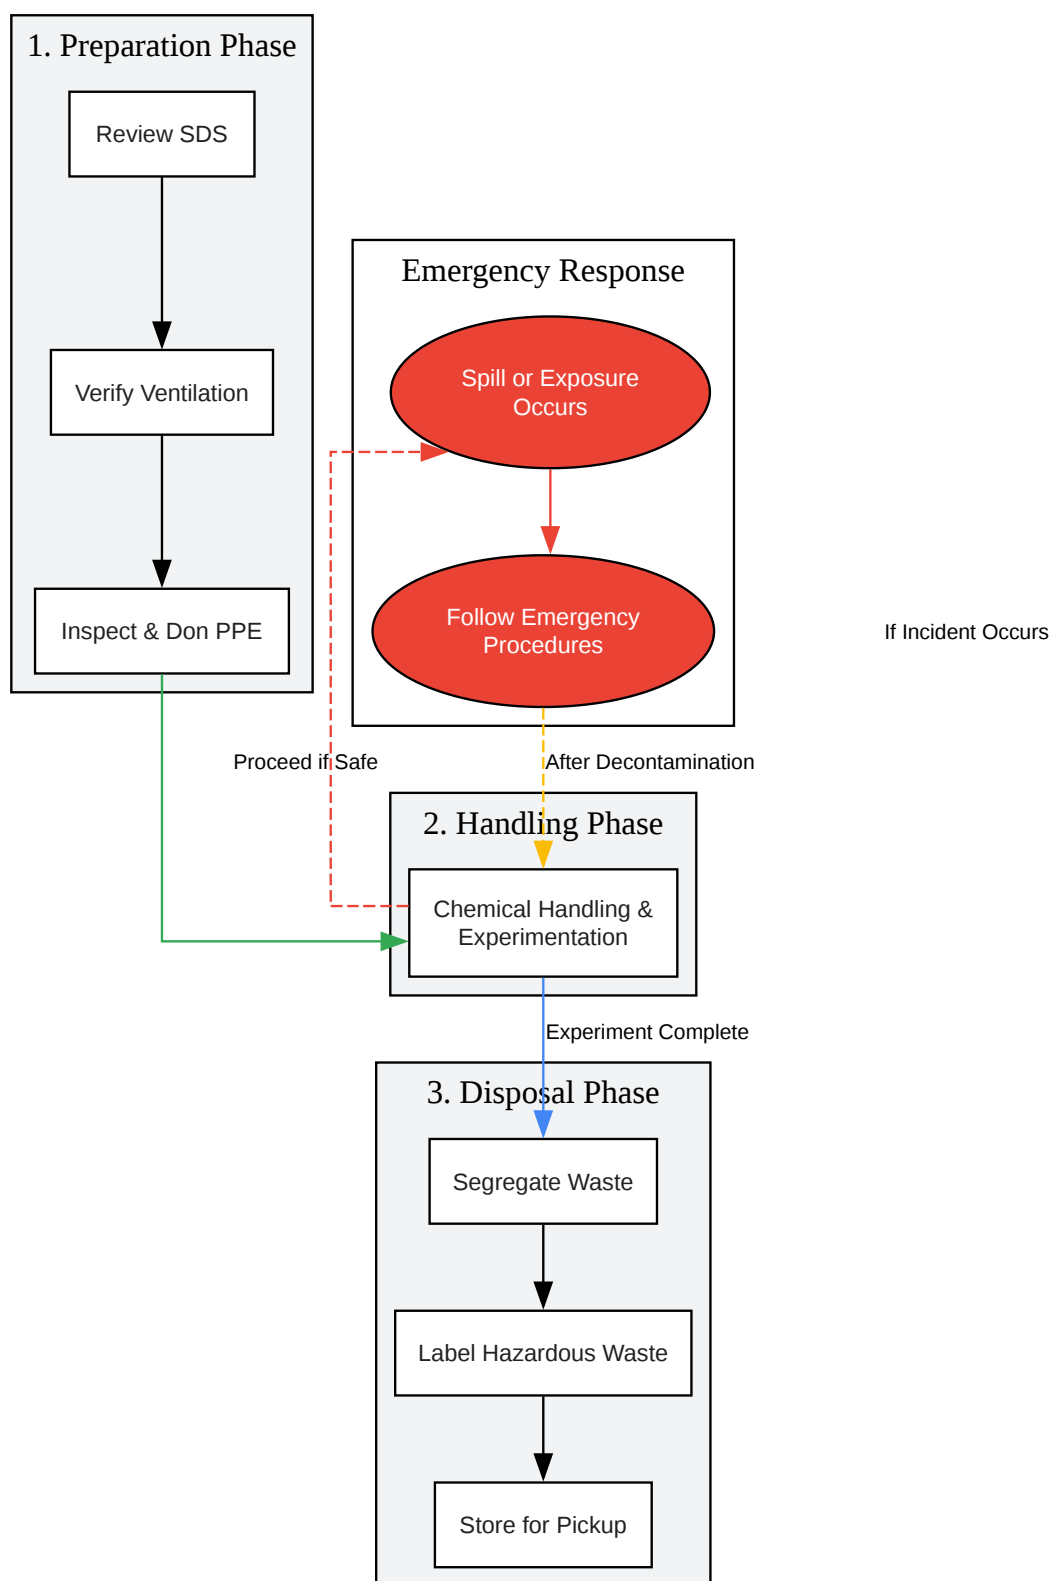 1. Preparation Phase
Review SDS
Verify Ventilation
Inspect & Don PPE
Emergency Response
Spill or Exposure
Occurs
Follow Emergency
Procedures
If Incident Occurs
Proceed if Safe
After Decontamination
2. Handling Phase
Chemical Handling &
Experimentation
Experiment Complete
3. Disposal Phase
Segregate Waste
Label Hazardous Waste
Store for Pickup